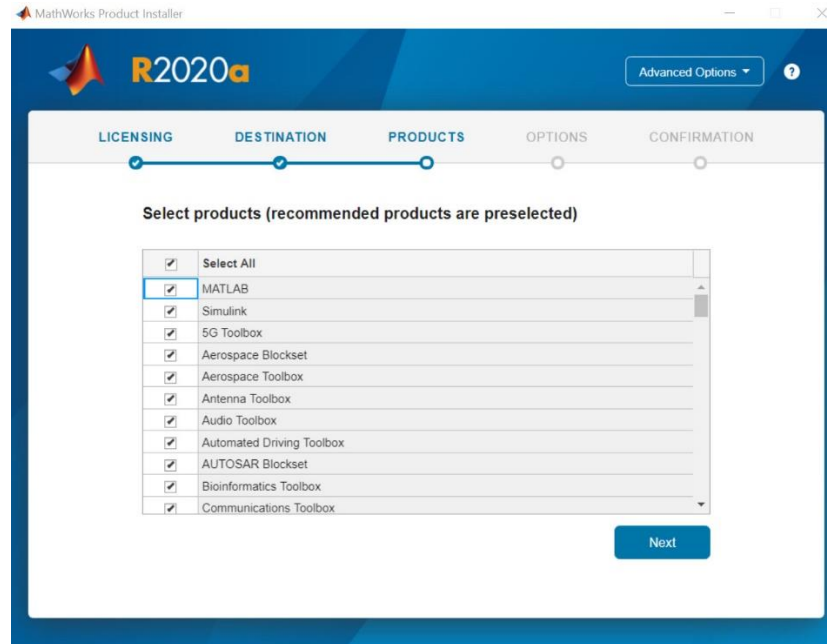 MathWorks Product Installer
R2020a
Advanced Options
?
LICENSING DESTINATION PRODUCTS OPTIONS CONFIRMATION
Select products (recommended products are preselected)
Select All
MATLAB
Simulink
5G Toolbox
Aerospace Blockset
Aerospace Toolbox
Antenna Toolbox
Audio Toolbox
Automated Driving Toolbox
AUTOSAR Blockset
Bioinformatics Toolbox
Communications Toolbox
Next